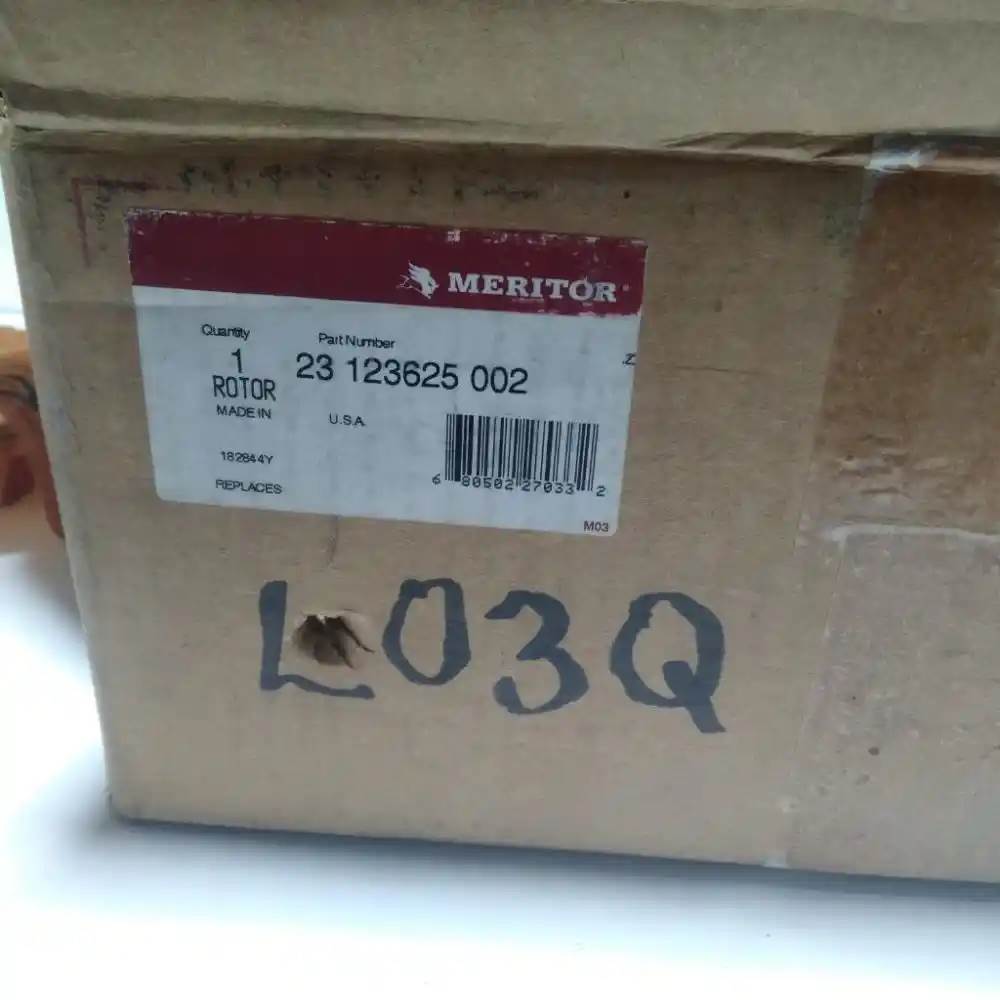 MERITOR
Quantity Part Number
1 23 123625 002
ROTOR
MADE IN U.S.A.
182844Y
REPLACES
6 80502 27033 2
M03
L03Q